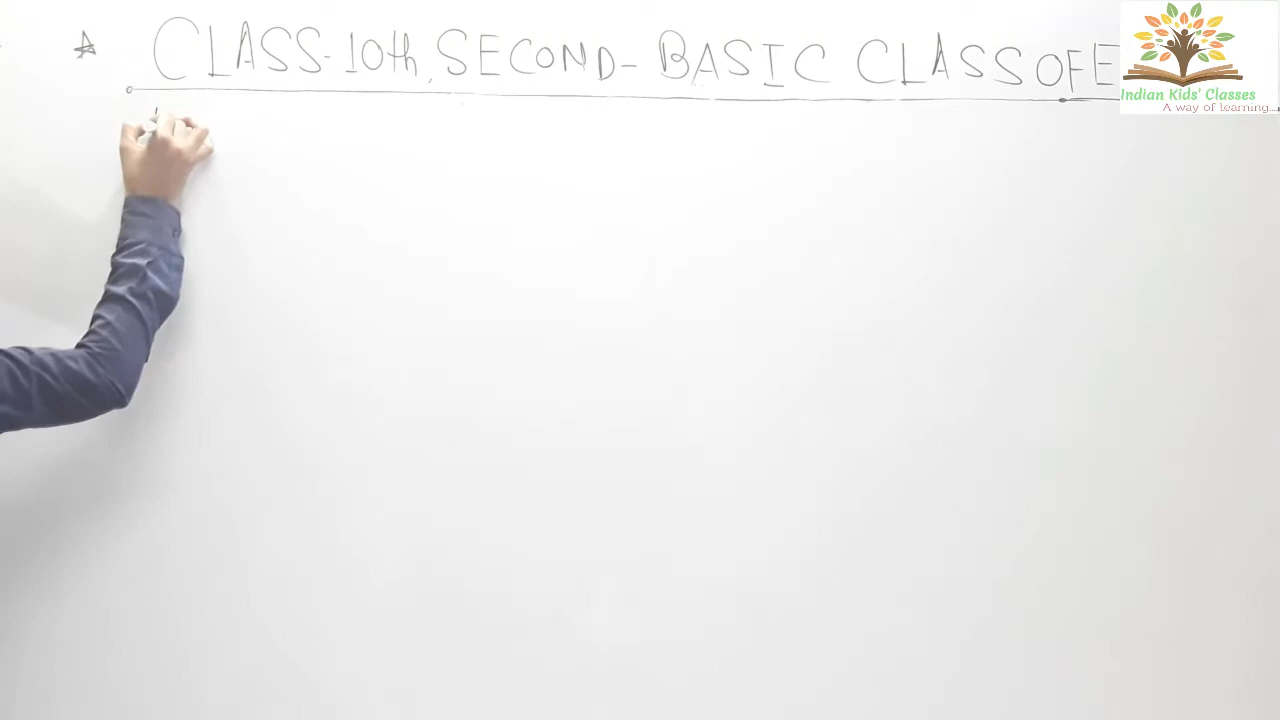 CLASS-10th, SECOND- BASIC CLASS OF E
Indian Kids' Classes
A way of learning....